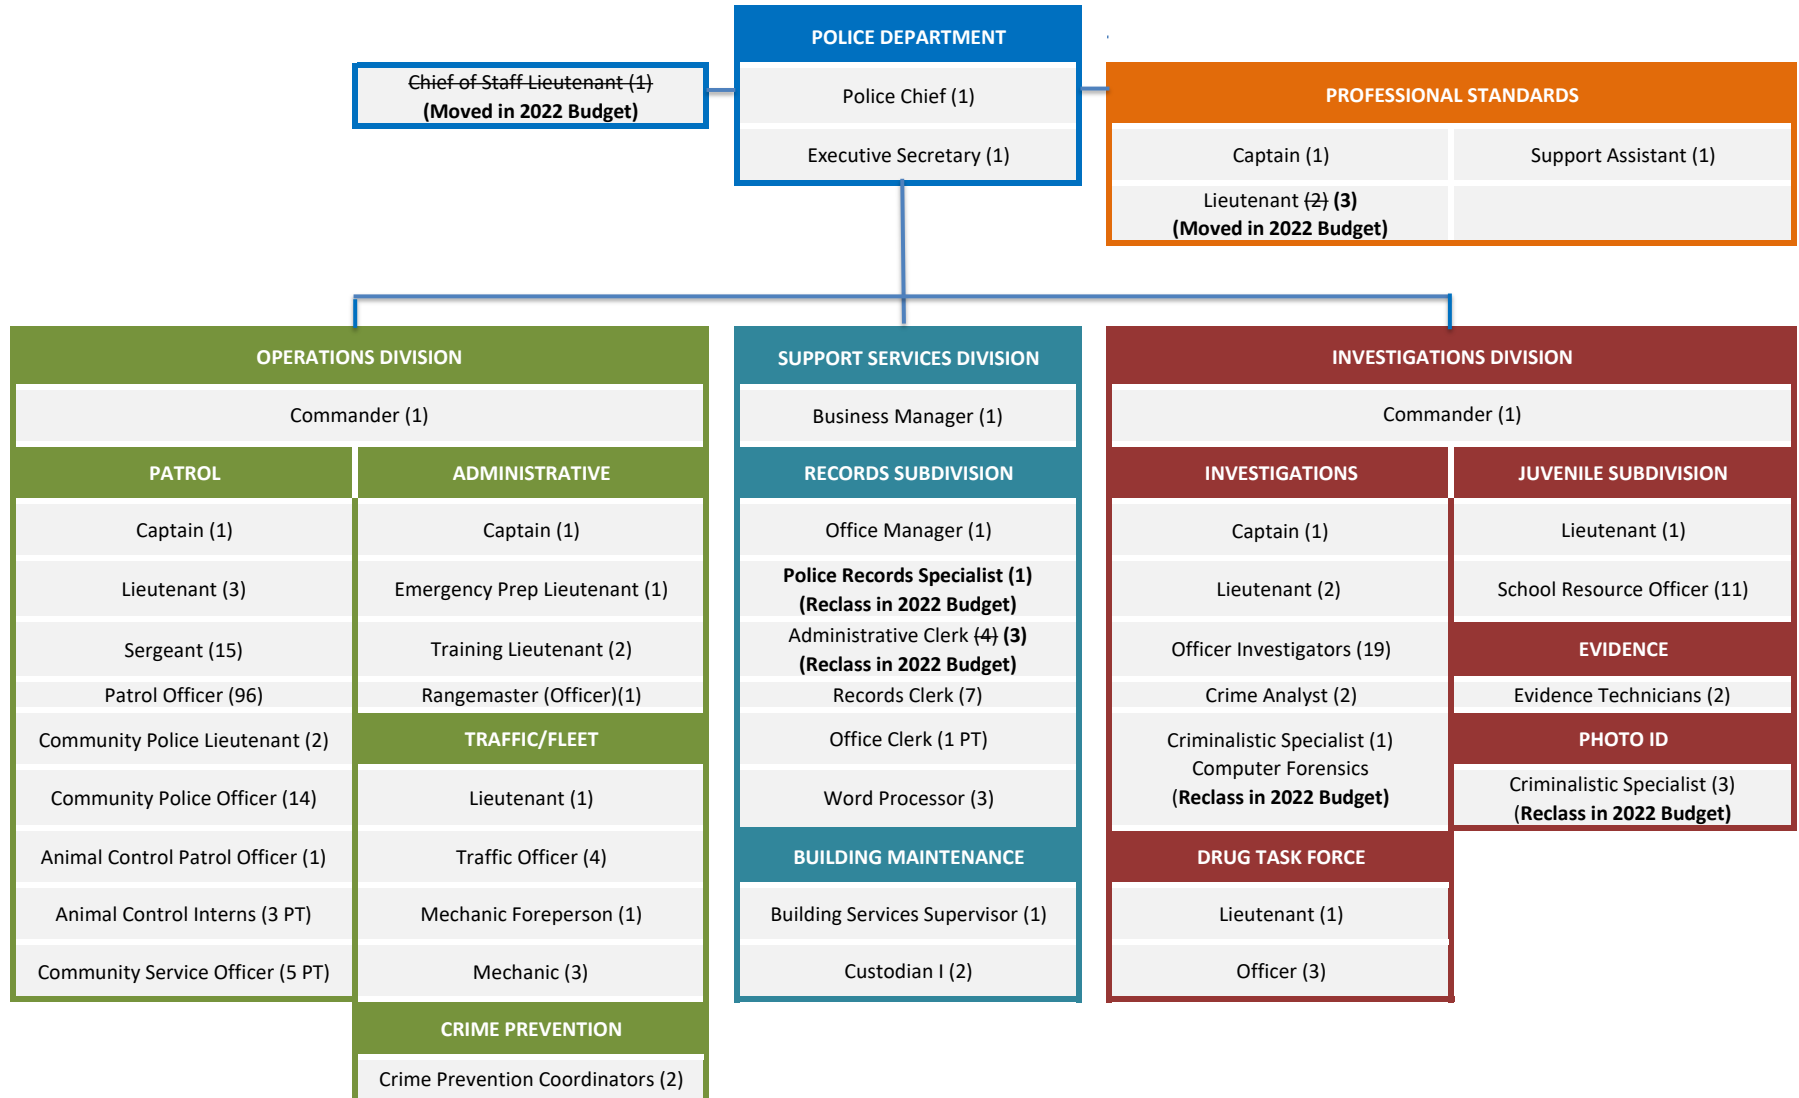 POLICE DEPARTMENT
Chief of Staff Lieutenant (1)
(Moved in 2022 Budget)
Police Chief (1)
Executive Secretary (1)
PROFESSIONAL STANDARDS
Captain (1)
Support Assistant (1)
Lieutenant (2) (3)
(Moved in 2022 Budget)
OPERATIONS DIVISION
Commander (1)
PATROL
Captain (1)
Lieutenant (3)
Sergeant (15)
Patrol Officer (96)
Community Police Lieutenant (2)
Community Police Officer (14)
Animal Control Patrol Officer (1)
Animal Control Interns (3 PT)
Community Service Officer (5 PT)
ADMINISTRATIVE
Captain (1)
Emergency Prep Lieutenant (1)
Training Lieutenant (2)
Rangemaster (Officer)(1)
TRAFFIC/FLEET
Lieutenant (1)
Traffic Officer (4)
Mechanic Foreperson (1)
Mechanic (3)
CRIME PREVENTION
Crime Prevention Coordinators (2)
SUPPORT SERVICES DIVISION
Business Manager (1)
RECORDS SUBDIVISION
Office Manager (1)
Police Records Specialist (1)
(Reclass in 2022 Budget)
Administrative Clerk (4) (3)
(Reclass in 2022 Budget)
Records Clerk (7)
Office Clerk (1 PT)
Word Processor (3)
BUILDING MAINTENANCE
Building Services Supervisor (1)
Custodian I (2)
INVESTIGATIONS DIVISION
Commander (1)
INVESTIGATIONS
Captain (1)
Lieutenant (2)
Officer Investigators (19)
Crime Analyst (2)
Criminalistic Specialist (1)
Computer Forensics
(Reclass in 2022 Budget)
DRUG TASK FORCE
Lieutenant (1)
Officer (3)
JUVENILE SUBDIVISION
Lieutenant (1)
School Resource Officer (11)
EVIDENCE
Evidence Technicians (2)
PHOTO ID
Criminalistic Specialist (3)
(Reclass in 2022 Budget)